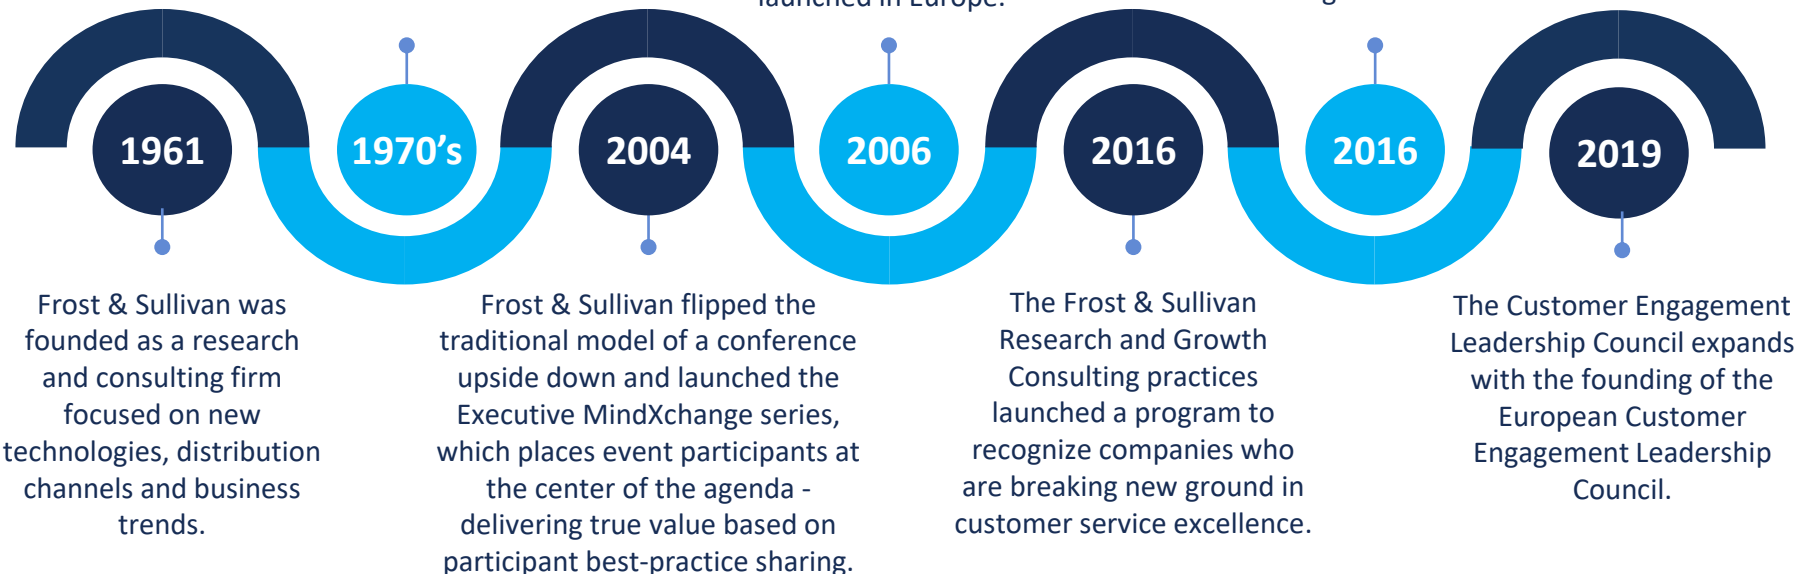 launched in Europe.
1961
1970’s
2004
2006
2016
2016
2019
Frost & Sullivan was
founded as a research
and consulting firm
focused on new
technologies, distribution
channels and business
trends.
Frost & Sullivan flipped the
traditional model of a conference
upside down and launched the
Executive MindXchange series,
which places event participants at
the center of the agenda -
delivering true value based on
participant best-practice sharing.
The Frost & Sullivan
Research and Growth
Consulting practices
launched a program to
recognize companies who
are breaking new ground in
customer service excellence.
The Customer Engagement
Leadership Council expands
with the founding of the
European Customer
Engagement Leadership
Council.